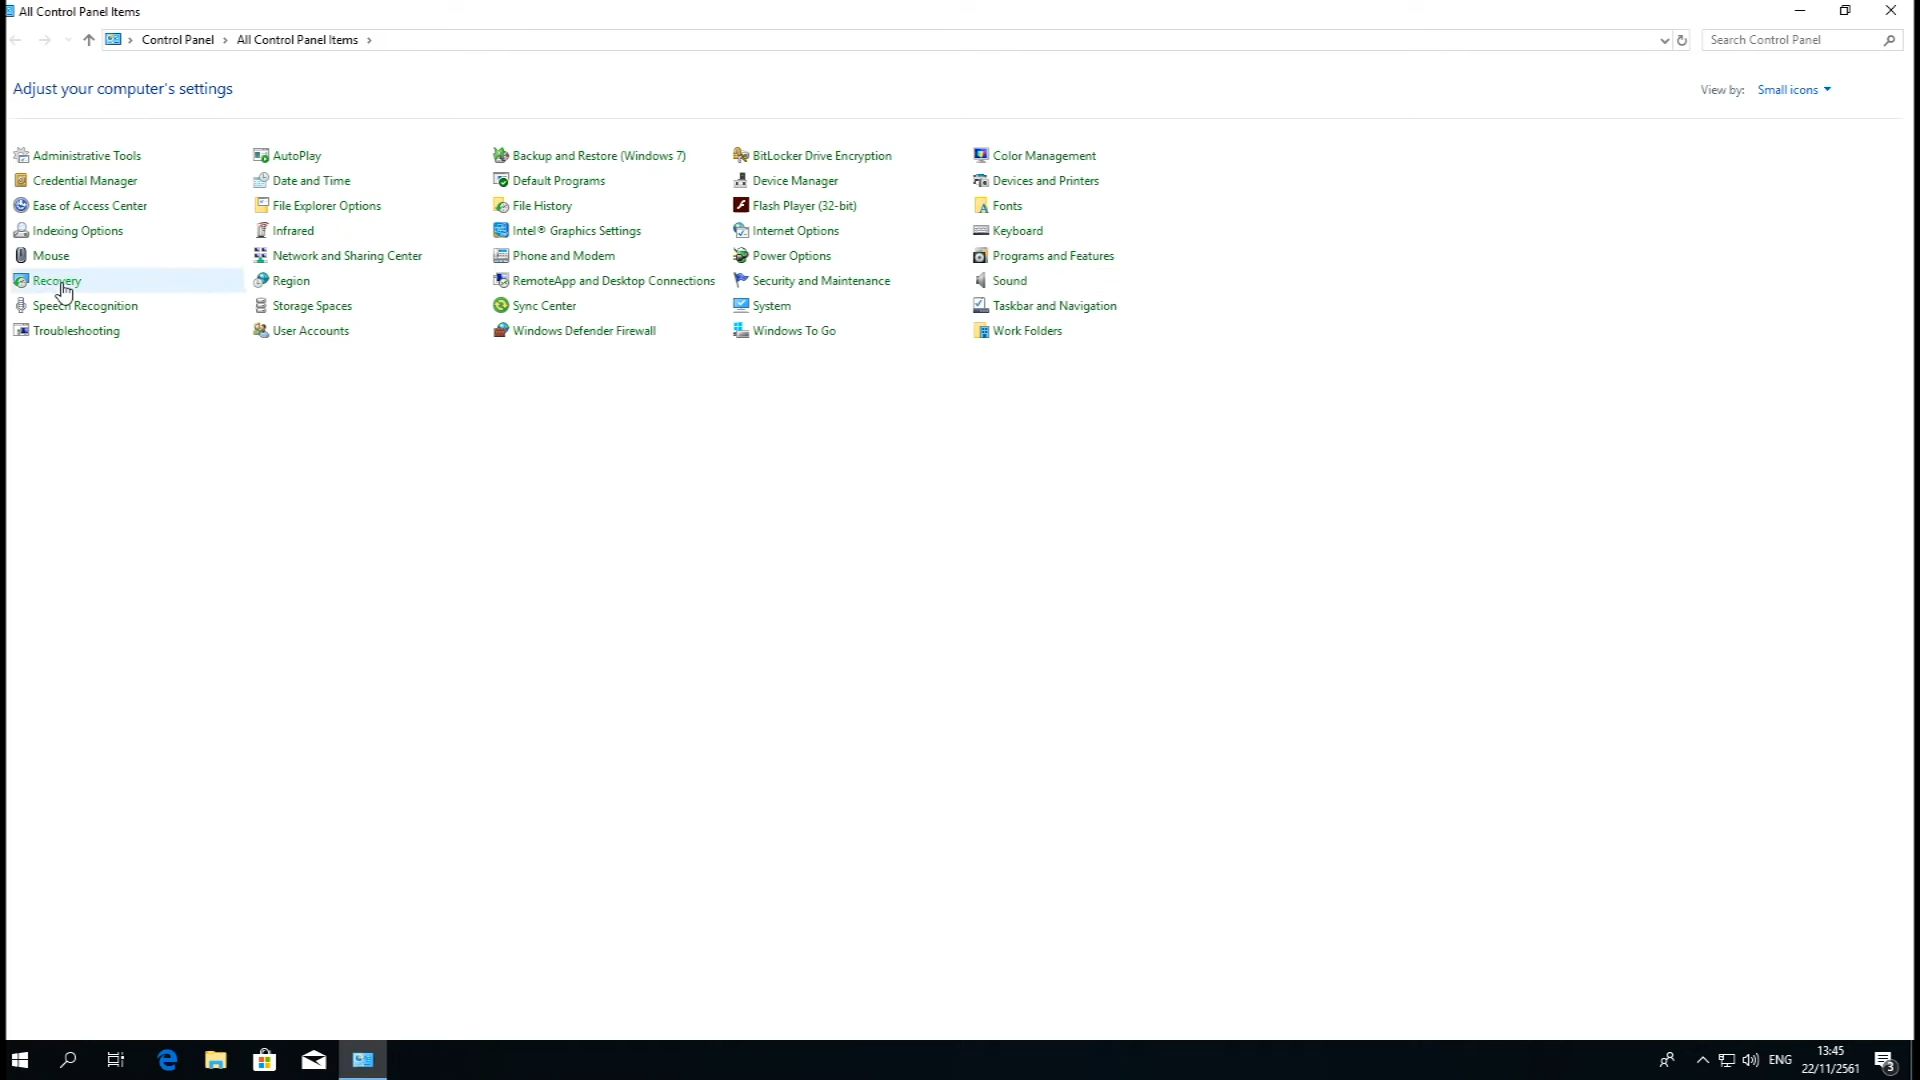 All Control Panel Items
Control Panel > All Control Panel Items >
Search Control Panel
Adjust your computer's settings
View by: Small icons
Administrative Tools AutoPlay Backup and Restore (Windows 7) BitLocker Drive Encryption Color Management
Credential Manager Date and Time Default Programs Device Manager Devices and Printers
Ease of Access Center File Explorer Options File History Flash Player (32-bit) Fonts
Indexing Options Infrared Intel® Graphics Settings Internet Options Keyboard
Mouse Network and Sharing Center Phone and Modem Power Options Programs and Features
Recovery Region RemoteApp and Desktop Connections Security and Maintenance Sound
Speech Recognition Storage Spaces Sync Center System Taskbar and Navigation
Troubleshooting User Accounts Windows Defender Firewall Windows To Go Work Folders
ENG
13:45
22/11/2561
3